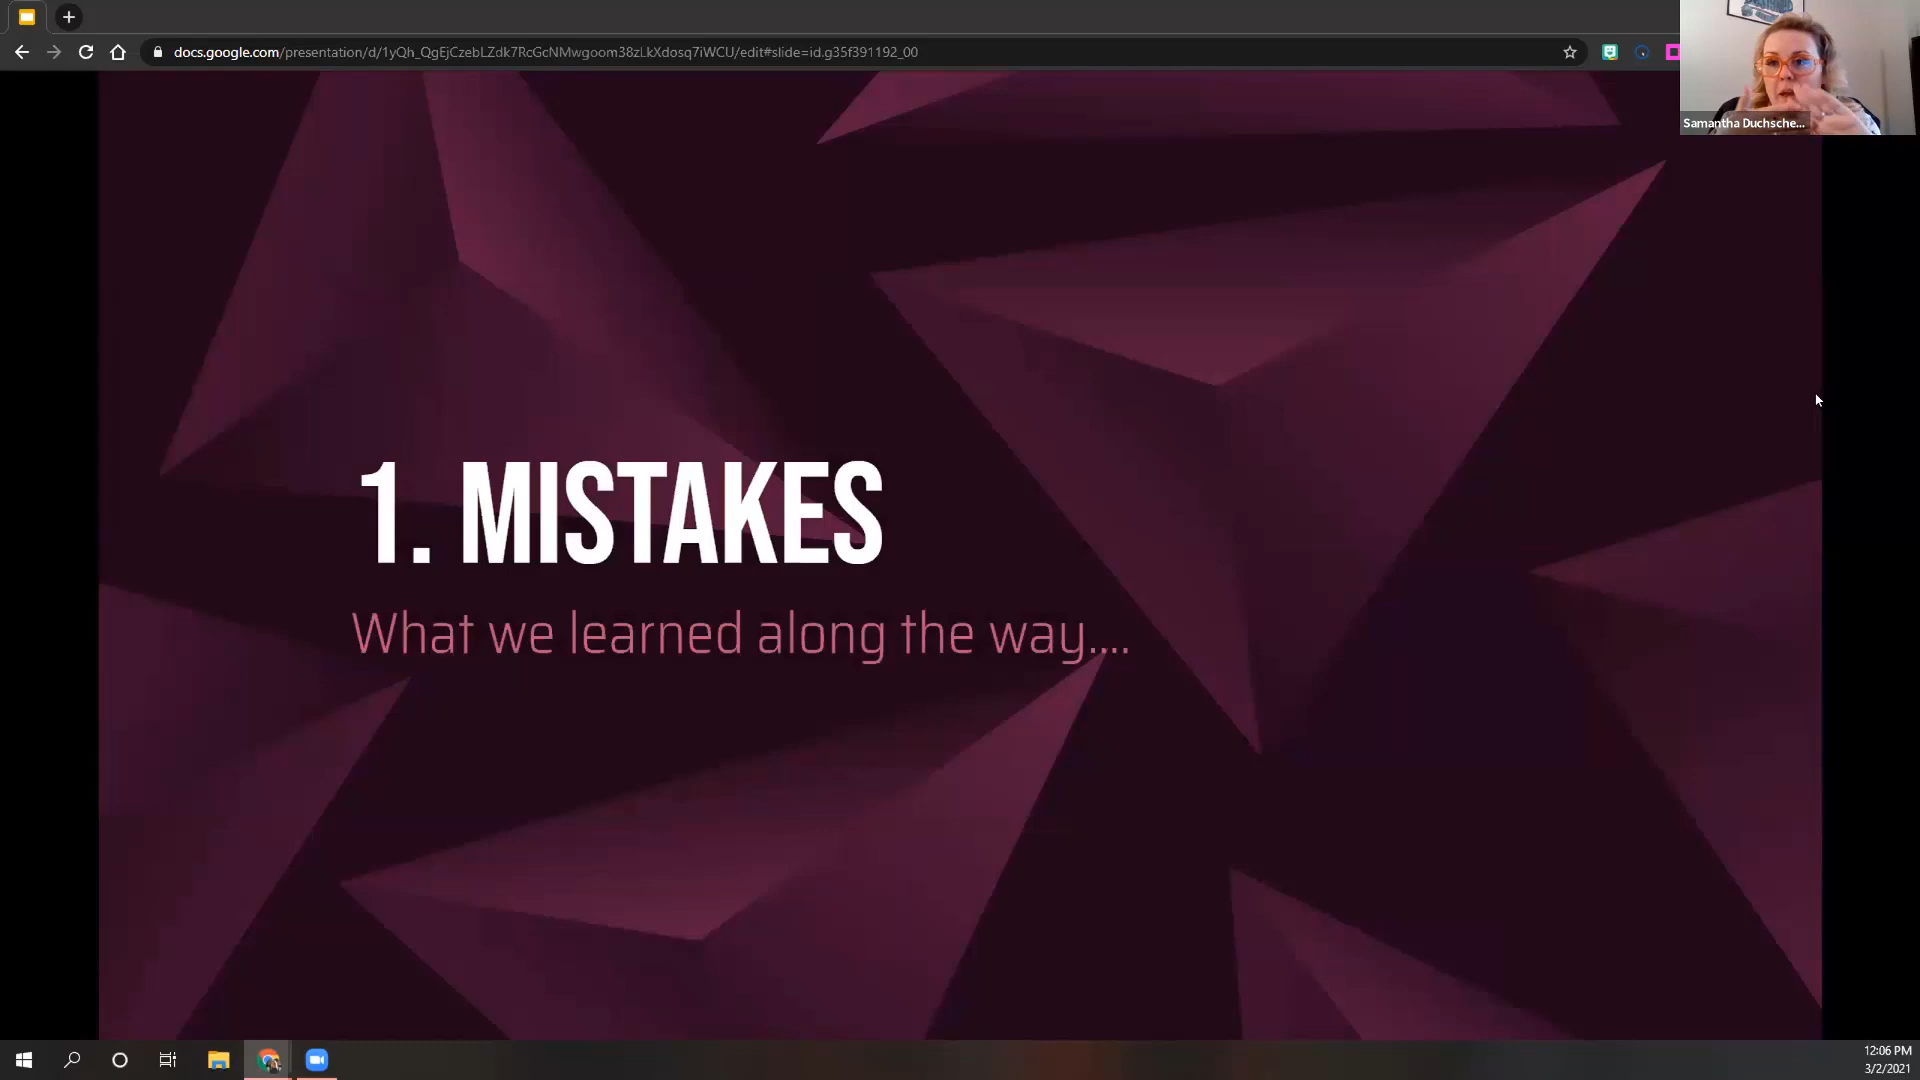 docs.google.com/presentation/d/1yQh_QgEjCzebLZdk7RcGcNMwgoom38zLkXdosq7iWCU/edit#slide=id.g35f391192_00
Samantha Duchsche...
1. MISTAKES
What we learned along the way....
12:06 PM
3/2/2021